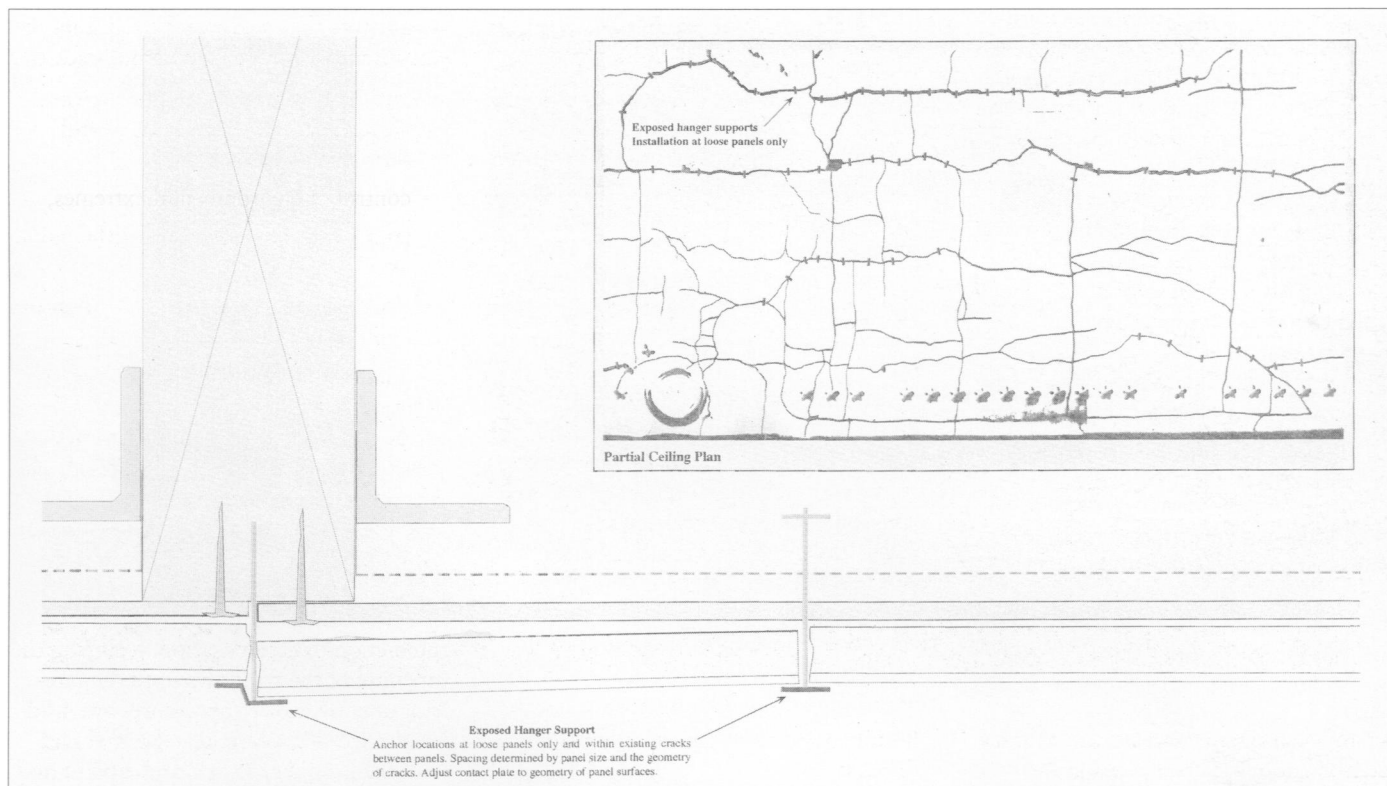 Exposed hanger supports
Installation at loose panels only
Partial Ceiling Plan
Exposed Hanger Support
Anchor locations at loose panels only and within existing cracks
between panels. Spacing determined by panel size and the geometry
of cracks. Adjust contact plate to geometry of panel surfaces.